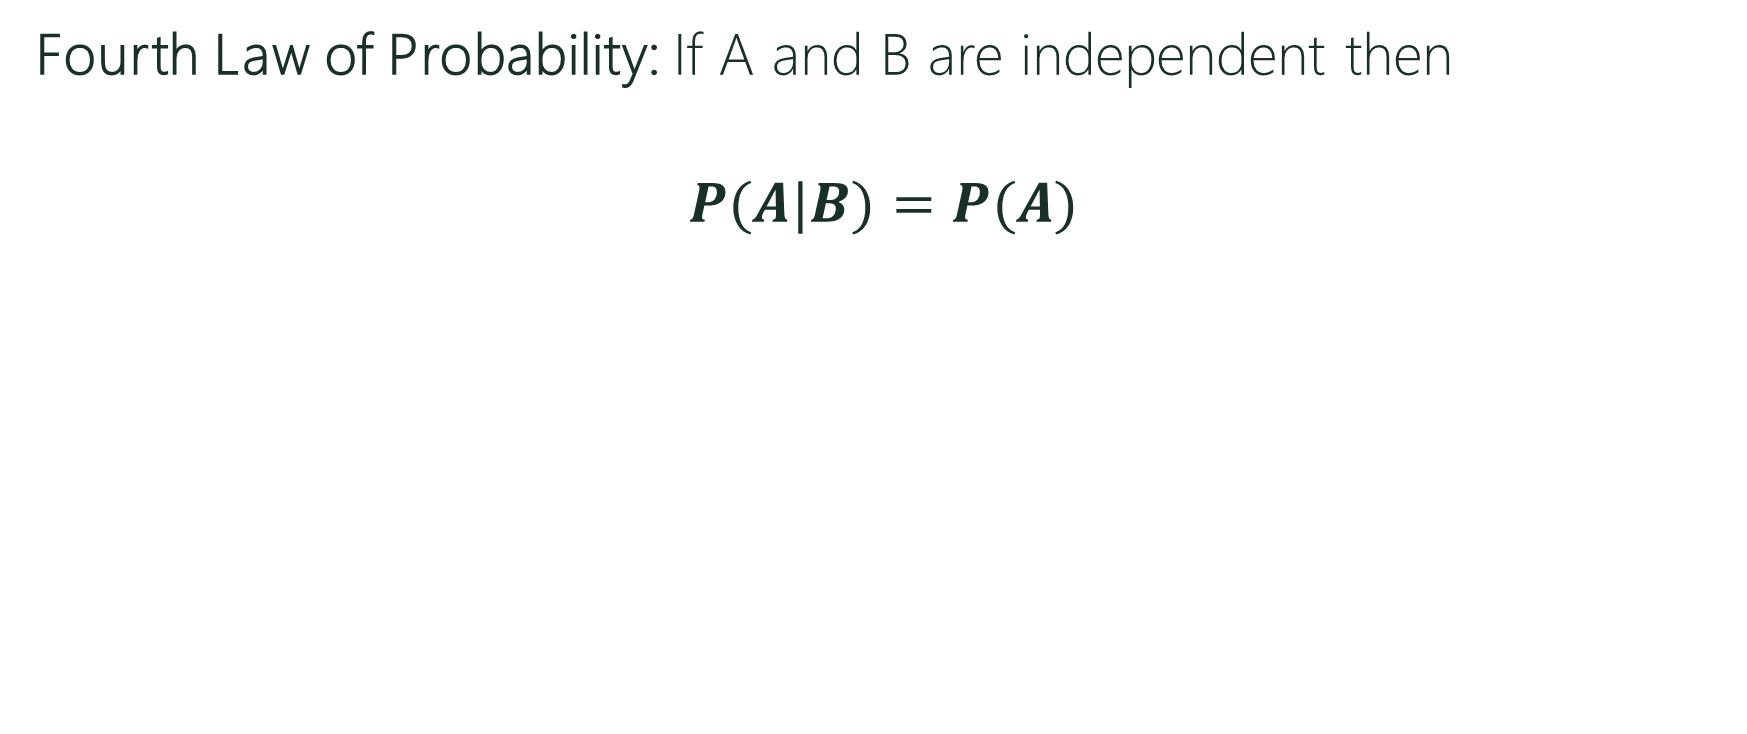 Fourth Law of Probability: If A and B are independent then
P(A|B) = P(A)